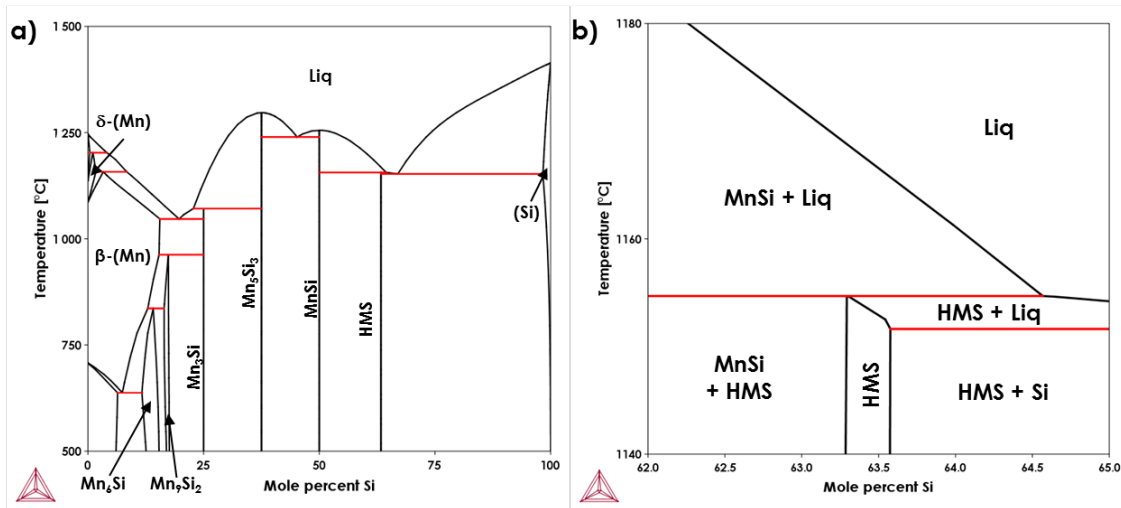 a)
1 500
1 250
1 000
750
500
Temperature [°C]
Liq
δ-(Mn)
β-(Mn)
(Si)
Mn₃Si
Mn₅Si₃
MnSi
HMS
Mn₆Si
Mn₉Si₂
0
25
50
75
100
Mole percent Si
b)
1180
1160
1140
Temperature [°C]
Liq
MnSi + Liq
HMS + Liq
MnSi
+ HMS
HMS
HMS + Si
62.0
62.5
63.0
63.5
64.0
64.5
65.0
Mole percent Si